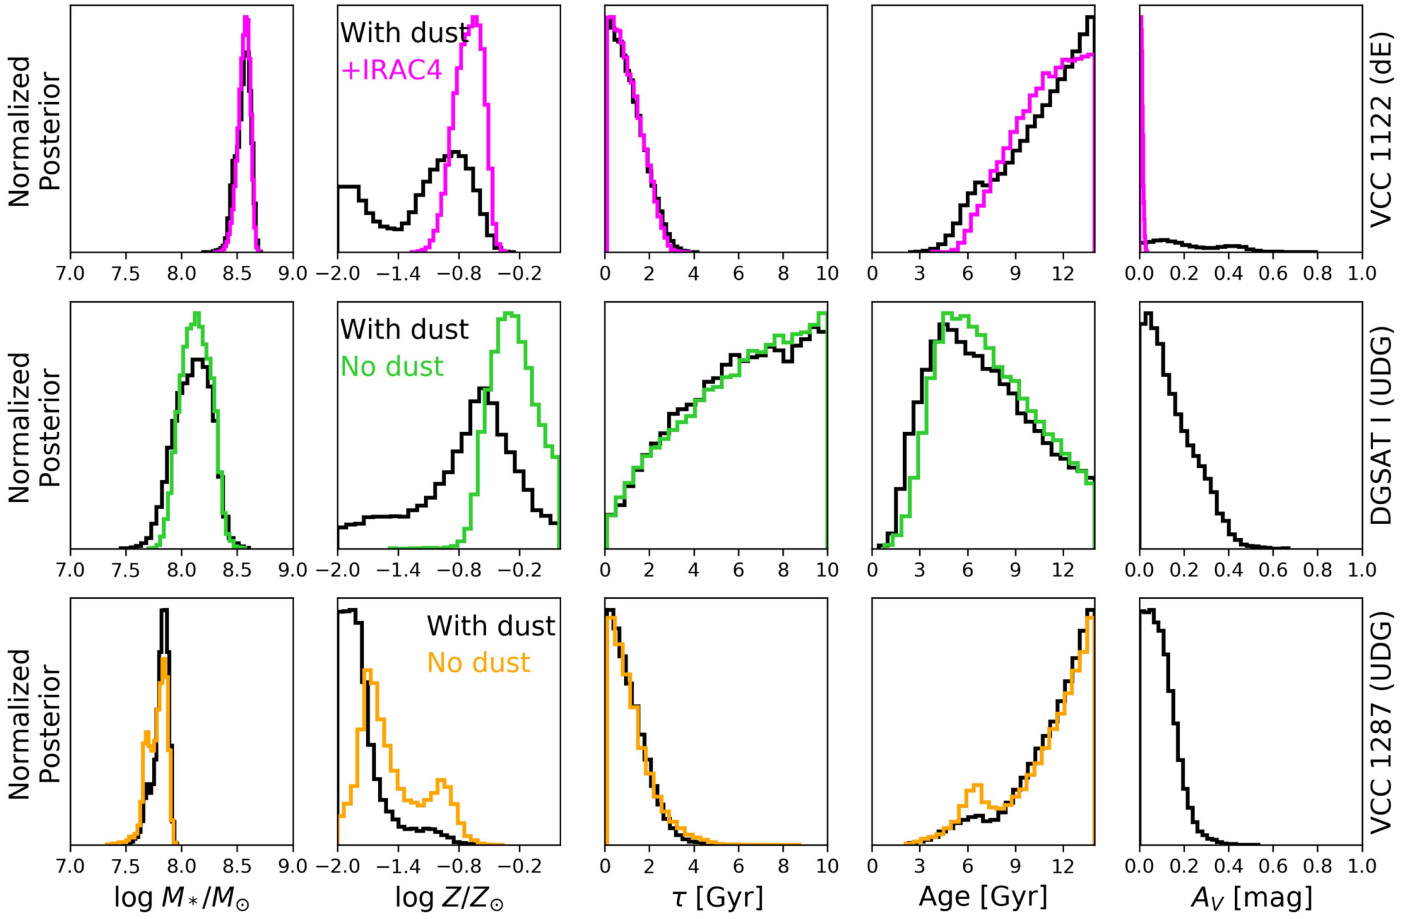 Normalized
Posterior
With dust
+IRAC4
VCC 1122 (dE)
7.0 7.5 8.0 8.5 9.0
−2.0 −1.4 −0.8 −0.2
0 2 4 6 8 10
0 3 6 9 12
0.0 0.2 0.4 0.6 0.8 1.0
Normalized
Posterior
With dust
No dust
DGSAT I (UDG)
7.0 7.5 8.0 8.5 9.0
−2.0 −1.4 −0.8 −0.2
0 2 4 6 8 10
0 3 6 9 12
0.0 0.2 0.4 0.6 0.8 1.0
Normalized
Posterior
With dust
No dust
VCC 1287 (UDG)
7.0 7.5 8.0 8.5 9.0
−2.0 −1.4 −0.8 −0.2
0 2 4 6 8 10
0 3 6 9 12
0.0 0.2 0.4 0.6 0.8 1.0
log M*/M⊙
log Z/Z⊙
τ [Gyr]
Age [Gyr]
A_V [mag]